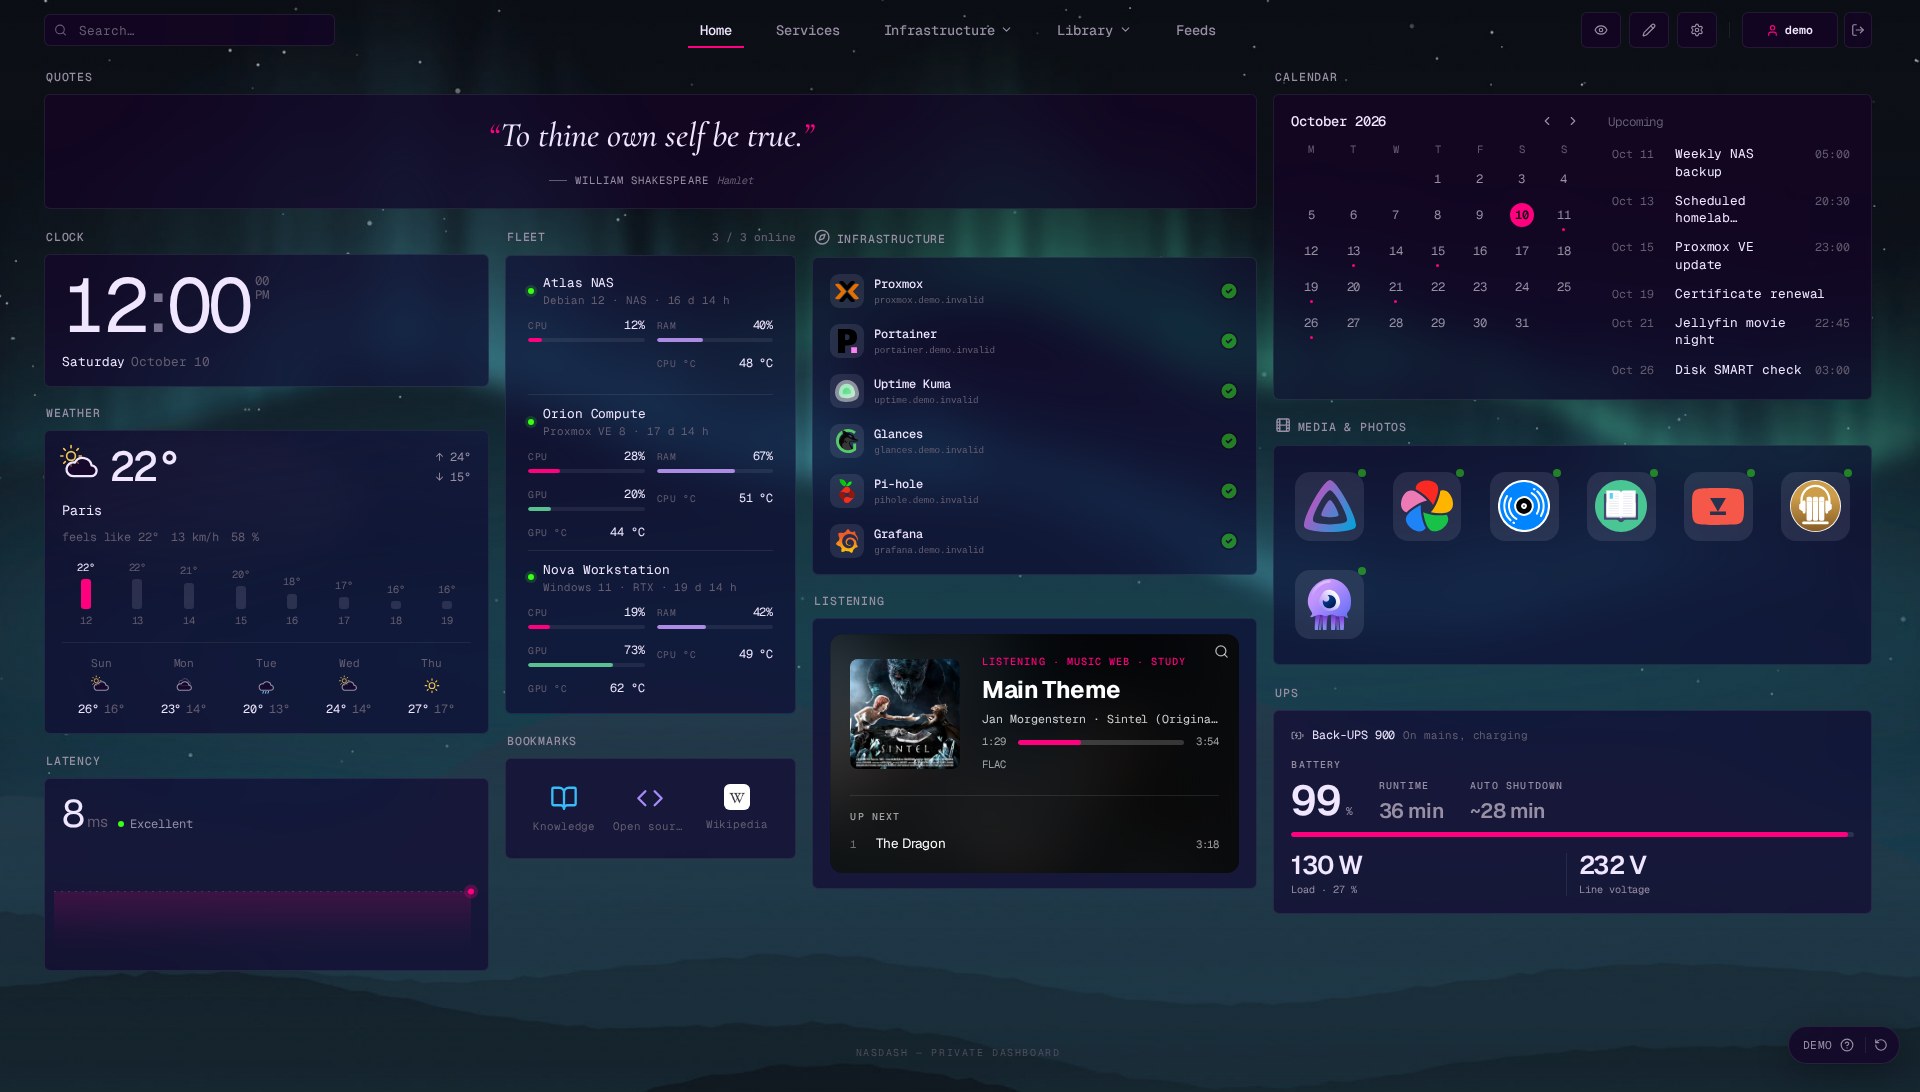 Search…
Home
Services
Infrastructure
Library
Feeds
demo
QUOTES
“To thine own self be true.”
WILLIAM SHAKESPEARE Hamlet
CLOCK
12:00
00
PM
Saturday October 10
WEATHER
22°
↑ 24°
↓ 15°
Paris
feels like 22° 13 km/h 58 %
22° 22° 21° 20° 18° 17° 16° 16°
12 13 14 15 16 17 18 19
Sun Mon Tue Wed Thu
26° 16° 23° 14° 20° 13° 24° 14° 27° 17°
LATENCY
8 ms Excellent
FLEET 3 / 3 online
Atlas NAS
Debian 12 · NAS · 16 d 14 h
CPU 12% RAM 40%
CPU °C 48 °C
Orion Compute
Proxmox VE 8 · 17 d 14 h
CPU 28% RAM 67%
GPU 20% CPU °C 51 °C
GPU °C 44 °C
Nova Workstation
Windows 11 · RTX · 19 d 14 h
CPU 19% RAM 42%
GPU 73% CPU °C 49 °C
GPU °C 62 °C
BOOKMARKS
Knowledge
Open sour…
W
Wikipedia
INFRASTRUCTURE
Proxmox
proxmox.demo.invalid
Portainer
portainer.demo.invalid
Uptime Kuma
uptime.demo.invalid
Glances
glances.demo.invalid
Pi-hole
pihole.demo.invalid
Grafana
grafana.demo.invalid
LISTENING
SINTEL
LISTENING · MUSIC WEB · STUDY
Main Theme
Jan Morgenstern · Sintel (Origina…
1:29 3:54
FLAC
UP NEXT
1 The Dragon 3:18
CALENDAR
October 2026
M T W T F S S
1 2 3 4
5 6 7 8 9 10 11
12 13 14 15 16 17 18
19 20 21 22 23 24 25
26 27 28 29 30 31
Upcoming
Oct 11 Weekly NAS backup 05:00
Oct 13 Scheduled homelab… 20:30
Oct 15 Proxmox VE update 23:00
Oct 19 Certificate renewal
Oct 21 Jellyfin movie night 22:45
Oct 26 Disk SMART check 03:00
MEDIA & PHOTOS
UPS
Back-UPS 900 On mains, charging
BATTERY
99 %
RUNTIME
36 min
AUTO SHUTDOWN
~28 min
130 W
Load · 27 %
232 V
Line voltage
NASDASH — PRIVATE DASHBOARD
DEMO